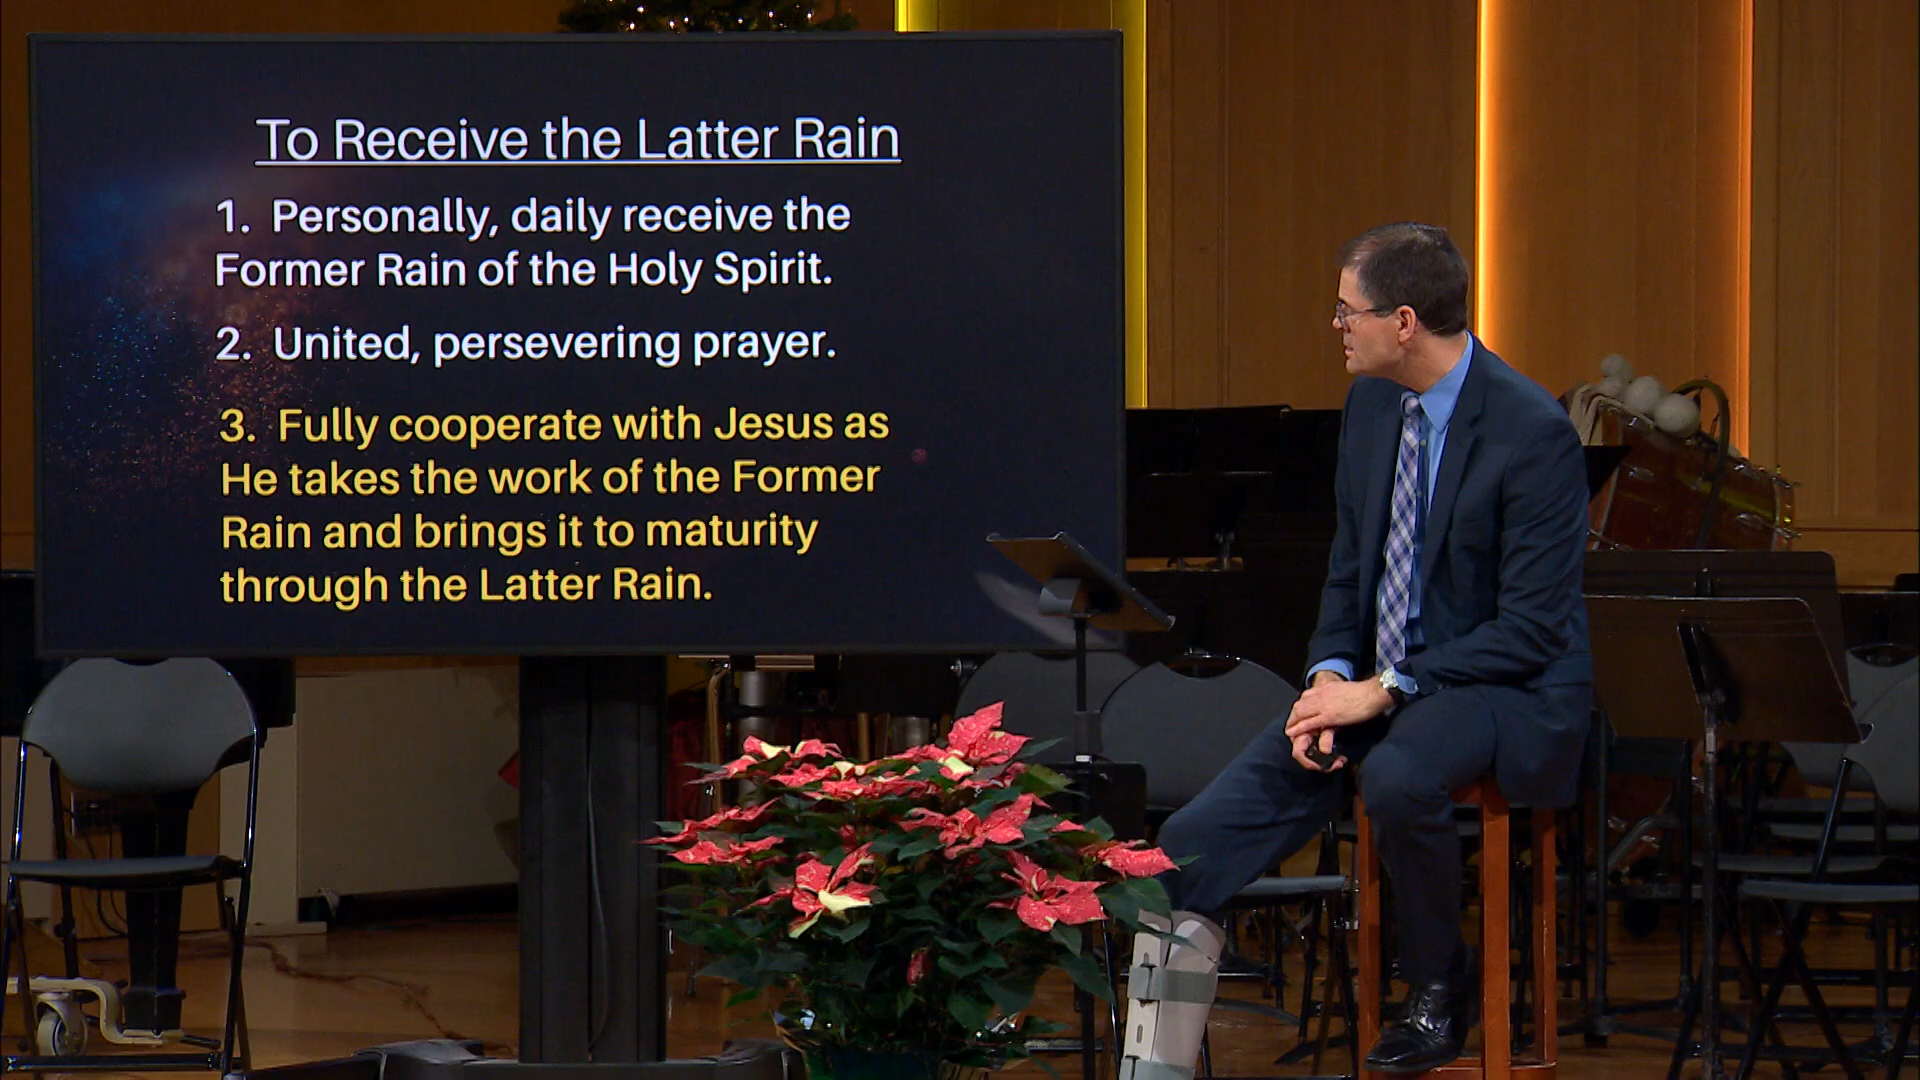 To Receive the Latter Rain
1. Personally, daily receive the
Former Rain of the Holy Spirit.
2. United, persevering prayer.
3. Fully cooperate with Jesus as
He takes the work of the Former
Rain and brings it to maturity
through the Latter Rain.